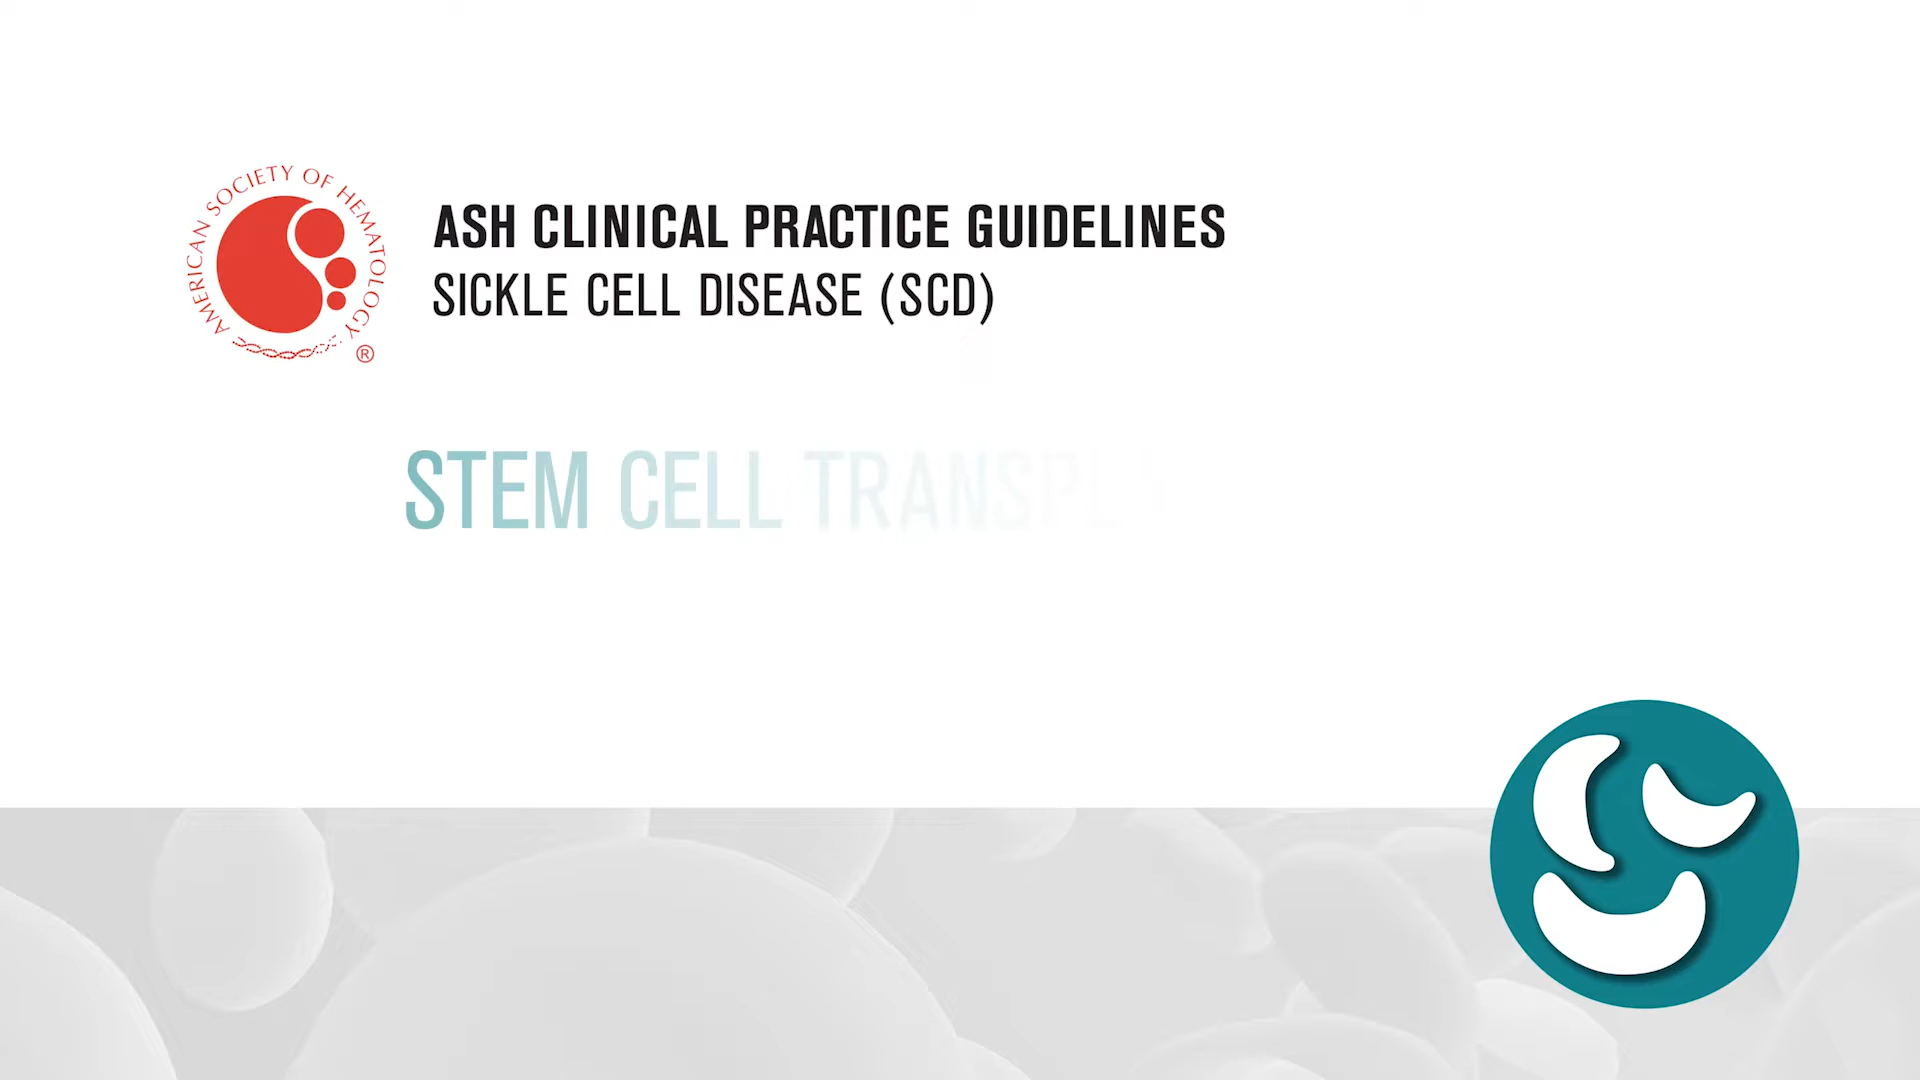 AMERICAN SOCIETY OF HEMATOLOGY
®
ASH CLINICAL PRACTICE GUIDELINES
SICKLE CELL DISEASE (SCD)
STEM CELL